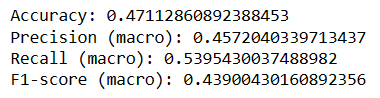 Accuracy: 0.47112860892388453
Precision (macro): 0.4572040339713437
Recall (macro): 0.5395430037488982
F1-score (macro): 0.43900430160892356